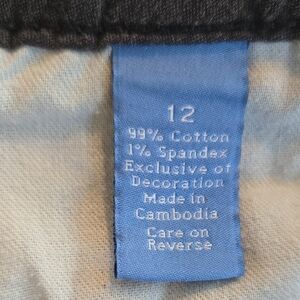 12
99% Cotton
1% Spandex
Exclusive of
Decoration
Made in
Cambodia
Care on
Reverse